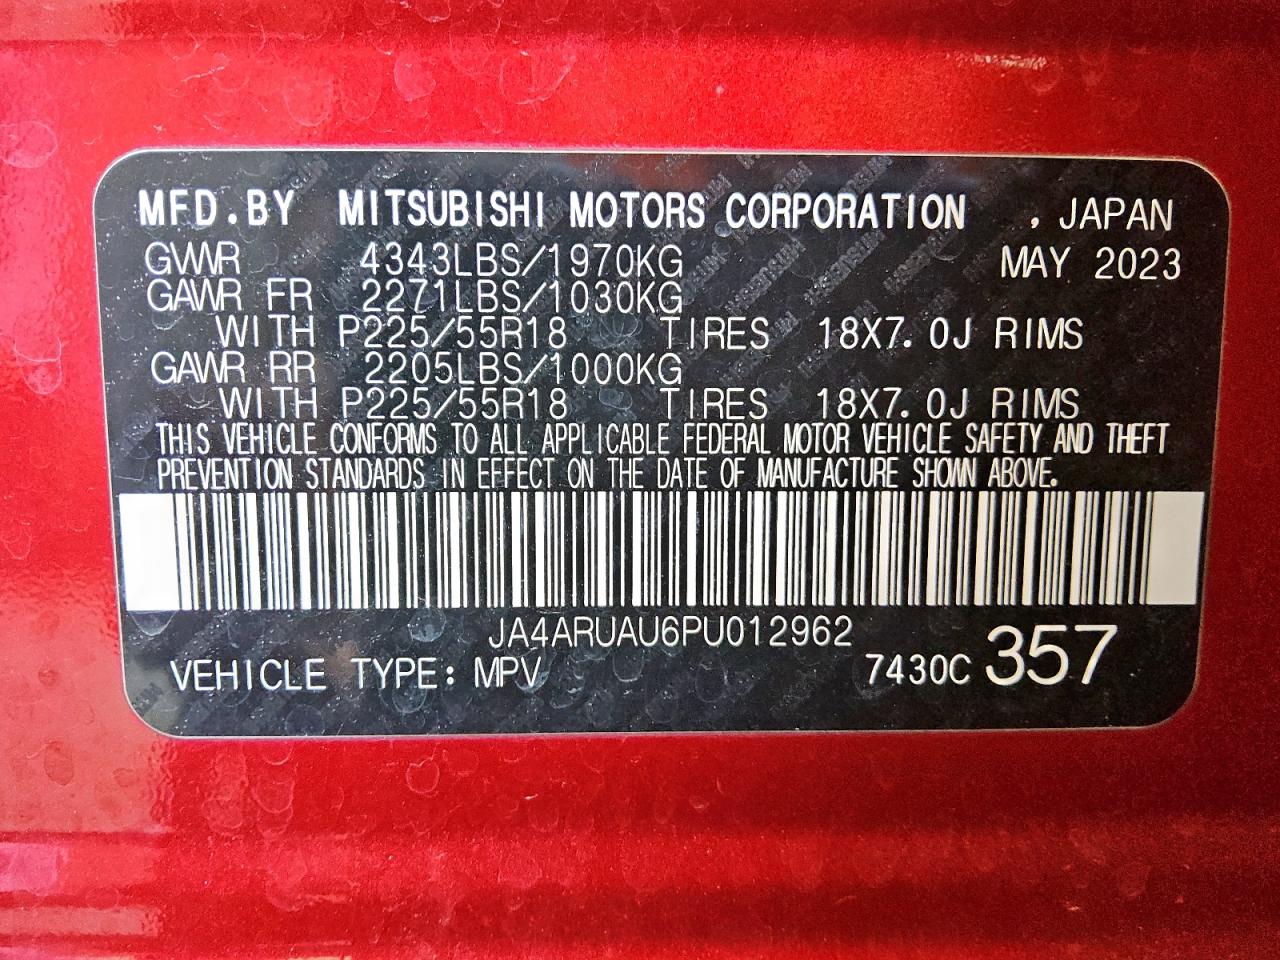 MFD.BY MITSUBISHI MOTORS CORPORATION , JAPAN
GVWR 4343LBS/1970KG MAY 2023
GAWR FR 2271LBS/1030KG
WITH P225/55R18 TIRES 18X7.0J RIMS
GAWR RR 2205LBS/1000KG
WITH P225/55R18 TIRES 18X7.0J RIMS
THIS VEHICLE CONFORMS TO ALL APPLICABLE FEDERAL MOTOR VEHICLE SAFETY AND THEFT
PREVENTION STANDARDS IN EFFECT ON THE DATE OF MANUFACTURE SHOWN ABOVE.
JA4ARUAU6PU012962
VEHICLE TYPE: MPV 7430C 357